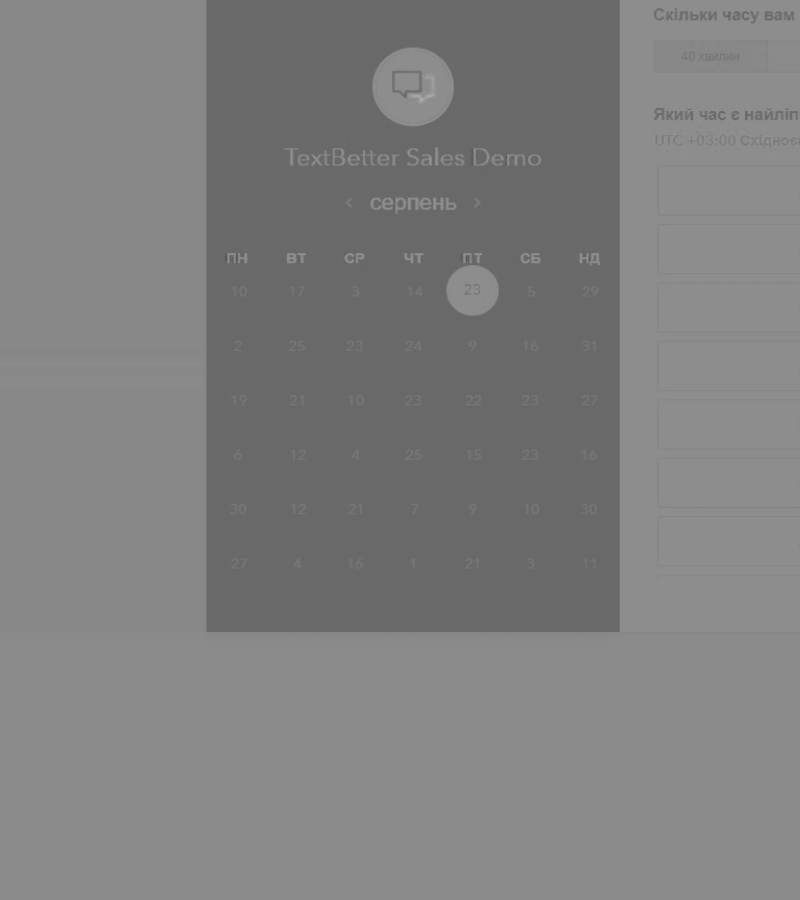 TextBetter Sales Demo
серпень
ПН ВТ СР ЧТ ПТ СБ НД
10 17 3 14 23 5 29
2 25 23 24 9 16 31
19 21 10 23 22 23 27
6 12 4 25 15 23 16
30 12 21 7 9 10 30
27 4 16 1 21 3 11
Скільки часу вам
40 хвилин
Який час є найліп
UTC +03:00 Східноє